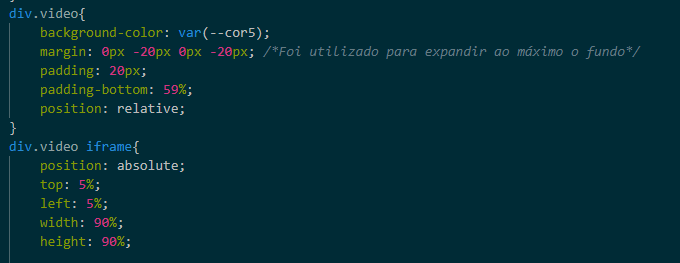 div.video{
background-color: var(--cor5);
margin: 0px -20px 0px -20px; /*Foi utilizado para expandir ao máximo o fundo*/
padding: 20px;
padding-bottom: 59%;
position: relative;
}
div.video iframe{
position: absolute;
top: 5%;
left: 5%;
width: 90%;
height: 90%;